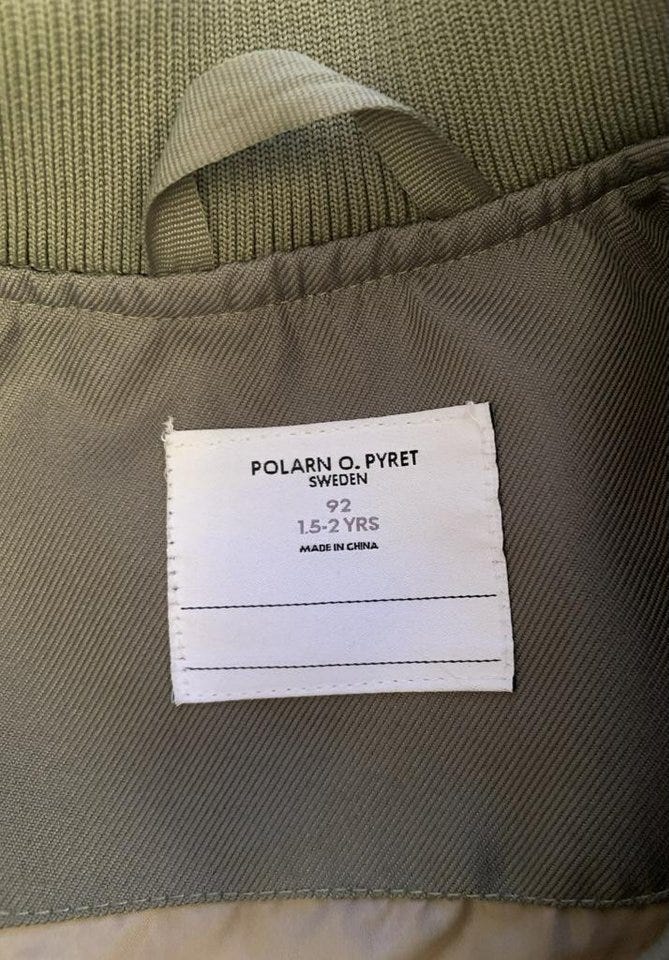 POLARN O. PYRET
SWEDEN
92
1.5-2 YRS
MADE IN CHINA